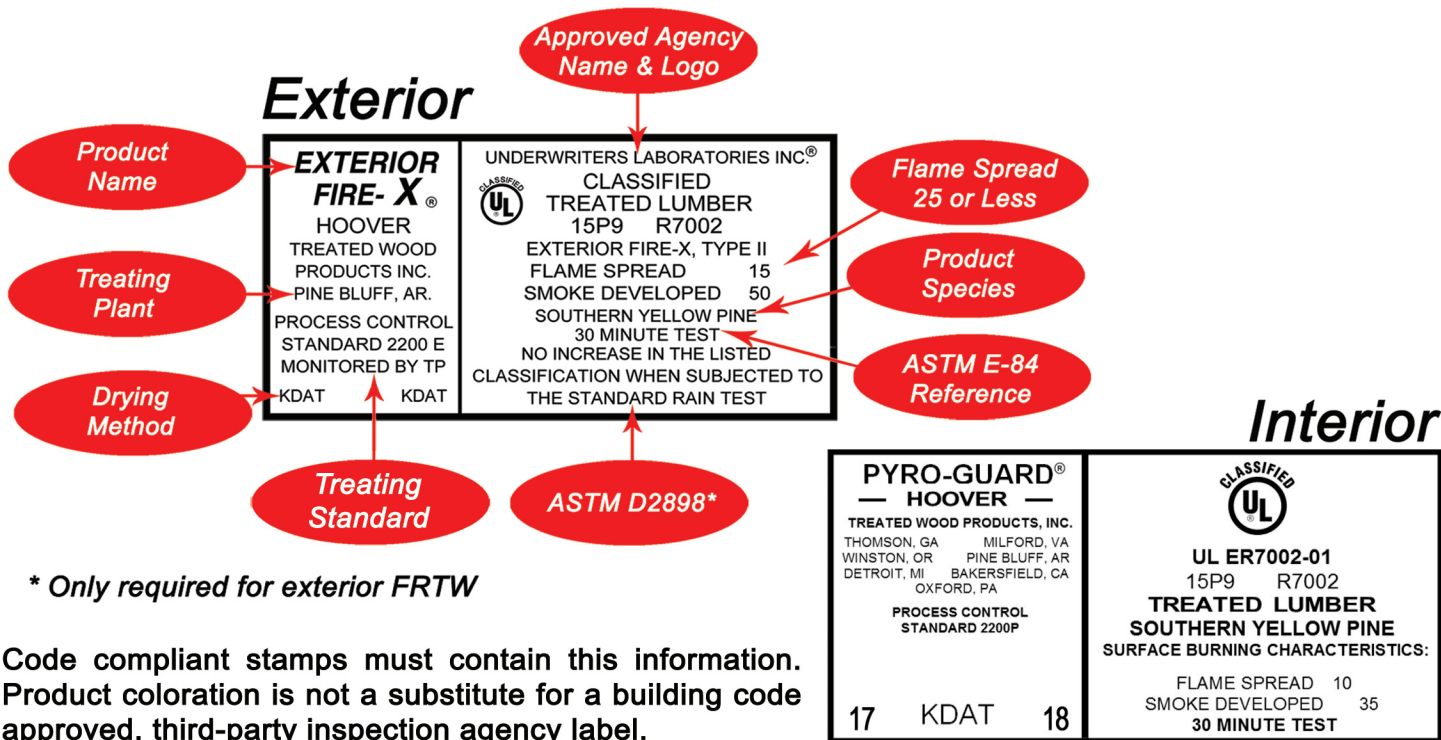 Approved Agency
Name & Logo
Exterior
Product
Name
EXTERIOR
FIRE- X ®
HOOVER
TREATED WOOD
PRODUCTS INC.
PINE BLUFF, AR.
PROCESS CONTROL
STANDARD 2200 E
MONITORED BY TP
KDAT KDAT
UNDERWRITERS LABORATORIES INC.®
CLASSIFIED
UL
®
CLASSIFIED
TREATED LUMBER
15P9 R7002
EXTERIOR FIRE-X, TYPE II
FLAME SPREAD 15
SMOKE DEVELOPED 50
SOUTHERN YELLOW PINE
30 MINUTE TEST
NO INCREASE IN THE LISTED
CLASSIFICATION WHEN SUBJECTED TO
THE STANDARD RAIN TEST
Flame Spread
25 or Less
Treating
Plant
Product
Species
ASTM E-84
Reference
Drying
Method
Treating
Standard
ASTM D2898*
* Only required for exterior FRTW
Code compliant stamps must contain this information.
Product coloration is not a substitute for a building code
approved, third-party inspection agency label.
Interior
PYRO-GUARD®
— HOOVER —
TREATED WOOD PRODUCTS, INC.
THOMSON, GA MILFORD, VA
WINSTON, OR PINE BLUFF, AR
DETROIT, MI BAKERSFIELD, CA
OXFORD, PA
PROCESS CONTROL
STANDARD 2200P
17 KDAT 18
CLASSIFIED
UL
®
UL ER7002-01
15P9 R7002
TREATED LUMBER
SOUTHERN YELLOW PINE
SURFACE BURNING CHARACTERISTICS:
FLAME SPREAD 10
SMOKE DEVELOPED 35
30 MINUTE TEST